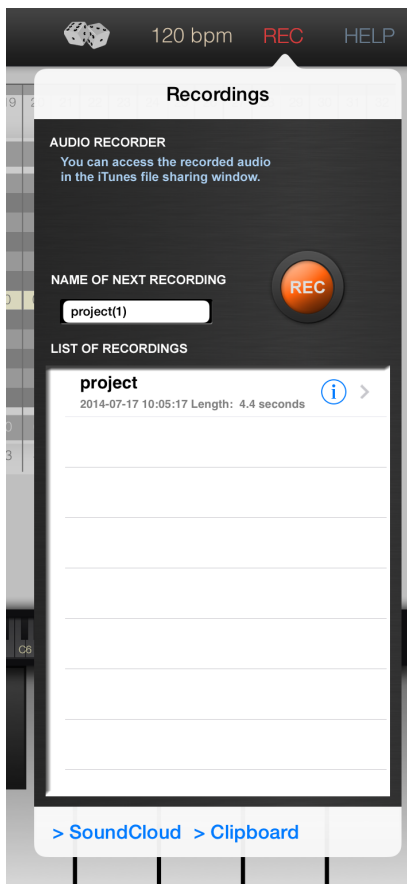 120 bpm REC HELP
Recordings
AUDIO RECORDER
You can access the recorded audio
in the iTunes file sharing window.
NAME OF NEXT RECORDING
REC
project(1)
LIST OF RECORDINGS
project
2014-07-17 10:05:17 Length: 4.4 seconds
C6
> SoundCloud > Clipboard